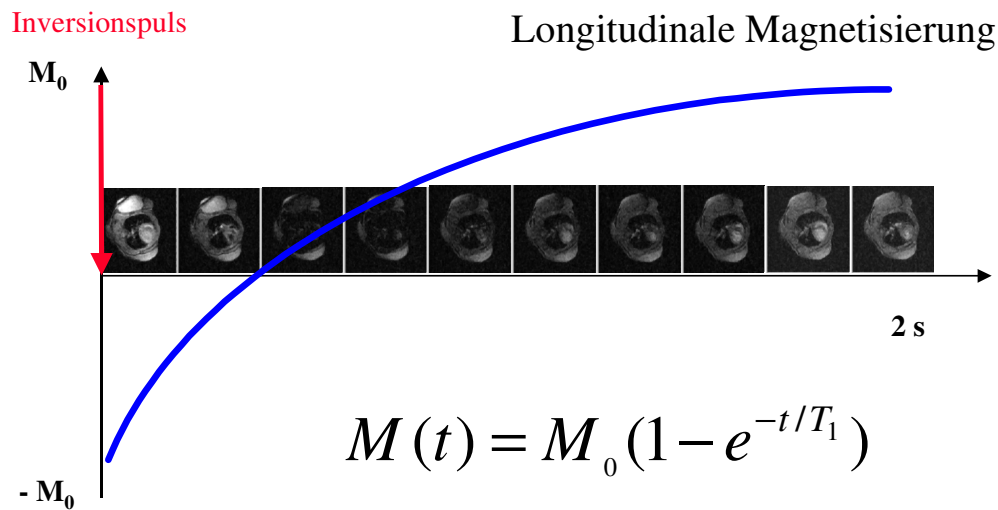 Inversionspuls
Longitudinale Magnetisierung
M₀
2 s
M(t) = M₀(1 − e^{−t/T₁})
- M₀